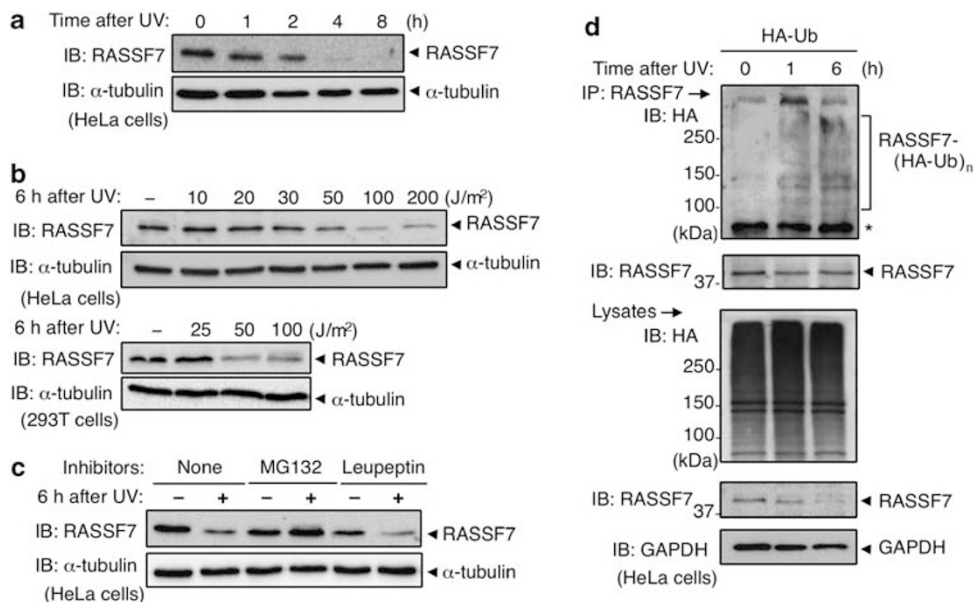 a
Time after UV: 0 1 2 4 8 (h)
IB: RASSF7 ◄ RASSF7
IB: α-tubulin ◄ α-tubulin
(HeLa cells)
b
6 h after UV: – 10 20 30 50 100 200 (J/m²)
IB: RASSF7 ◄ RASSF7
IB: α-tubulin ◄ α-tubulin
(HeLa cells)
6 h after UV: – 25 50 100 (J/m²)
IB: RASSF7 ◄ RASSF7
IB: α-tubulin ◄ α-tubulin
(293T cells)
c
Inhibitors: None MG132 Leupeptin
6 h after UV: – + – + – +
IB: RASSF7 ◄ RASSF7
IB: α-tubulin ◄ α-tubulin
(HeLa cells)
d
HA-Ub
Time after UV: 0 1 6 (h)
IP: RASSF7 →
IB: HA
250-
RASSF7-
(HA-Ub)n
150-
100-
(kDa) *
IB: RASSF7 ◄ RASSF7
37-
Lysates →
IB: HA
250-
150-
100-
(kDa)
IB: RASSF7 ◄ RASSF7
37-
IB: GAPDH ◄ GAPDH
(HeLa cells)